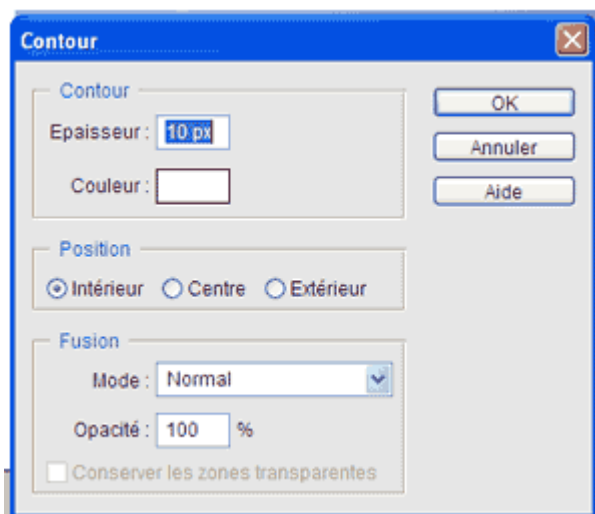 Contour
Contour
Epaisseur : 10 px
Couleur :
OK
Annuler
Aide
Position
Intérieur Centre Extérieur
Fusion
Mode : Normal
Opacité : 100 %
Conserver les zones transparentes